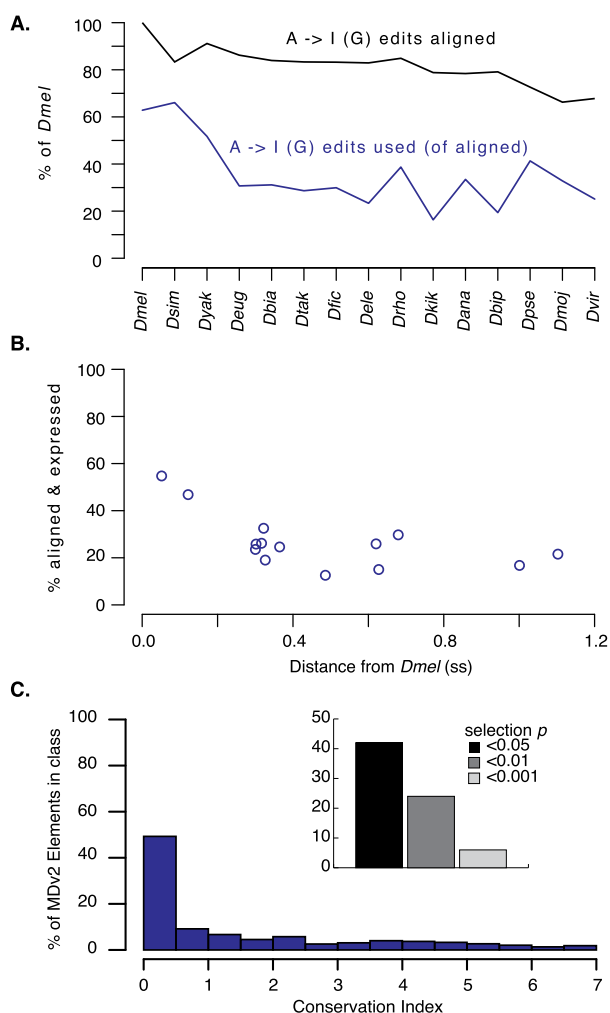 A.
100
80
60
40
20
0
% of Dmel
A -> I (G) edits aligned
A -> I (G) edits used (of aligned)
Dmel
Dsim
Dyak
Deug
Dbia
Dtak
Dfic
Dele
Drho
Dkik
Dana
Dbip
Dpse
Dmoj
Dvir
B.
100
80
60
40
20
0
% aligned & expressed
0.0
0.4
0.8
1.2
Distance from Dmel (ss)
C.
100
80
60
40
20
0
% of MDv2 Elements in class
50
40
30
20
10
0
selection p
<0.05
<0.01
<0.001
0
1
2
3
4
5
6
7
Conservation Index